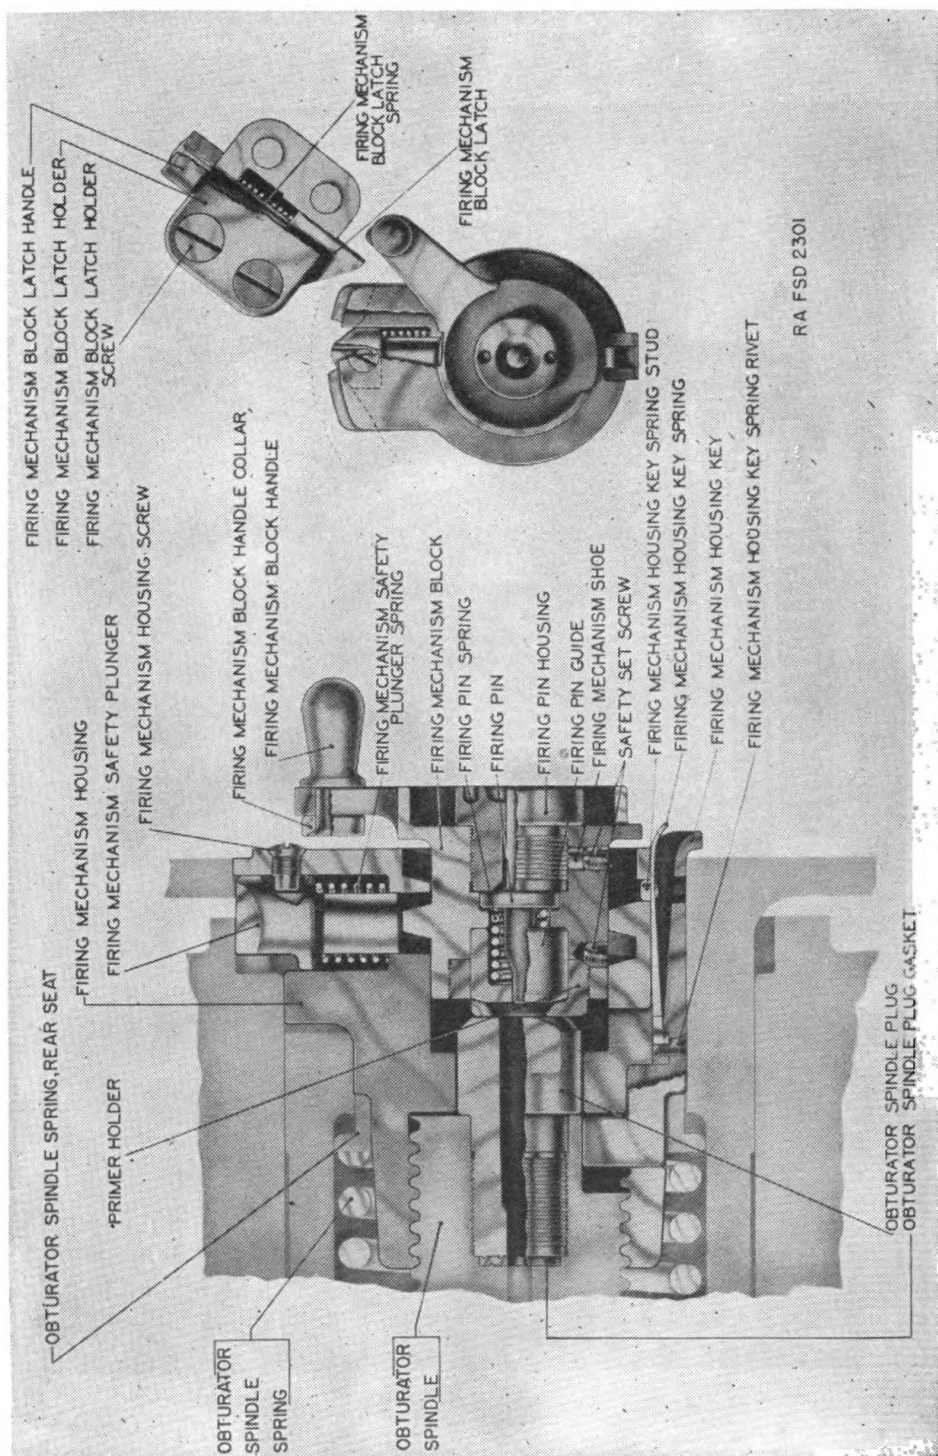 FIRING MECHANISM BLOCK LATCH HANDLE
FIRING MECHANISM BLOCK LATCH HOLDER
FIRING MECHANISM BLOCK LATCH HOLDER
SCREW
FIRING MECHANISM
BLOCK LATCH
SPRING
FIRING MECHANISM
BLOCK LATCH
FIRING MECHANISM HOUSING
FIRING MECHANISM SAFETY PLUNGER
FIRING MECHANISM HOUSING SCREW
FIRING MECHANISM BLOCK HANDLE COLLAR,
FIRING MECHANISM BLOCK HANDLE
FIRING MECHANISM SAFETY
PLUNGER SPRING
FIRING MECHANISM BLOCK
FIRING PIN SPRING
FIRING PIN
FIRING PIN HOUSING
FIRING PIN GUIDE
FIRING MECHANISM SHOE
SAFETY SET SCREW
FIRING MECHANISM HOUSING KEY SPRING STUD
FIRING MECHANISM HOUSING KEY SPRING
FIRING MECHANISM HOUSING KEY
FIRING MECHANISM HOUSING KEY SPRING RIVET
RA FSD 2301
OBTURATOR SPINDLE SPRING, REAR SEAT
PRIMER HOLDER
OBTURATOR
SPINDLE
SPRING
OBTURATOR
SPINDLE
OBTURATOR SPINDLE PLUG
OBTURATOR SPINDLE PLUG GASKET